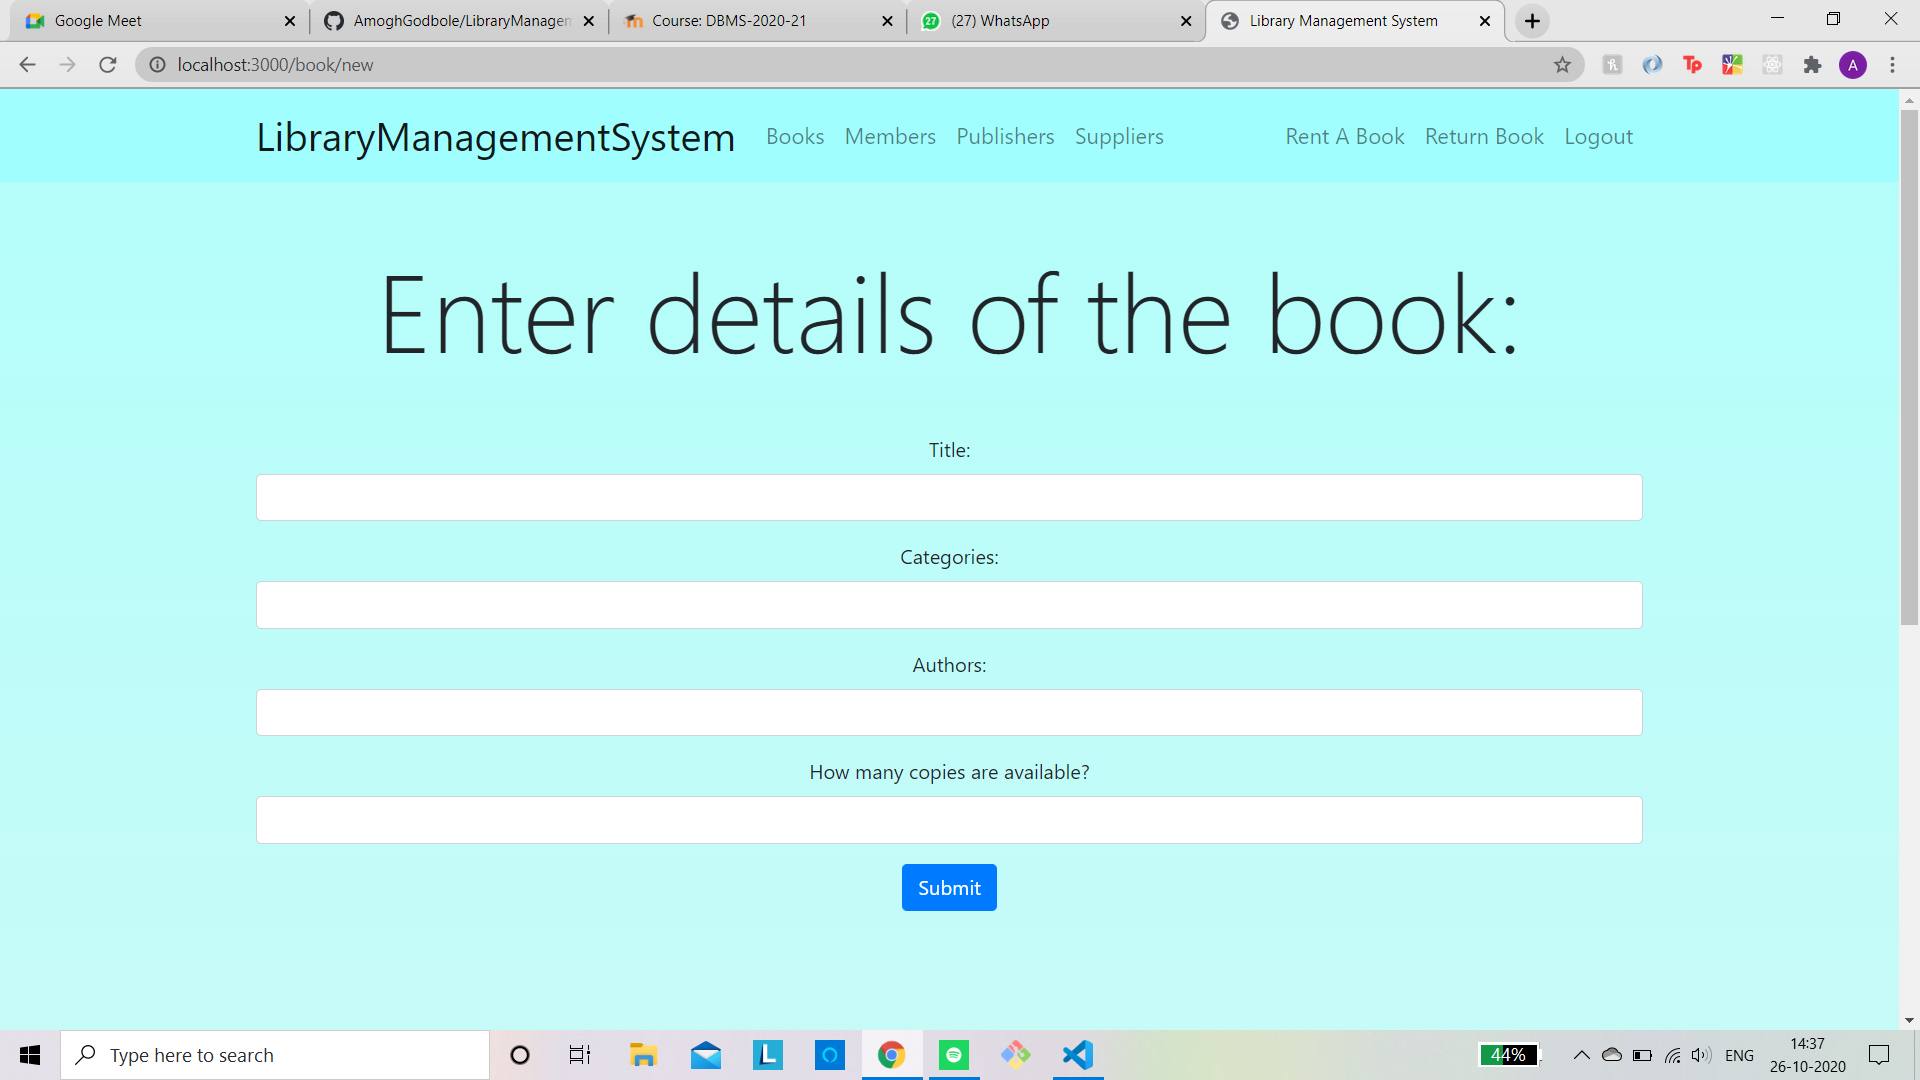 Google Meet
AmoghGodbole/LibraryManagem
Course: DBMS-2020-21
27
(27) WhatsApp
Library Management System
localhost:3000/book/new
Tp
A
LibraryManagementSystem
Books Members Publishers Suppliers
Rent A Book Return Book Logout
Enter details of the book:
Title:
Categories:
Authors:
How many copies are available?
Submit
Type here to search
L
44%
ENG
14:37
26-10-2020